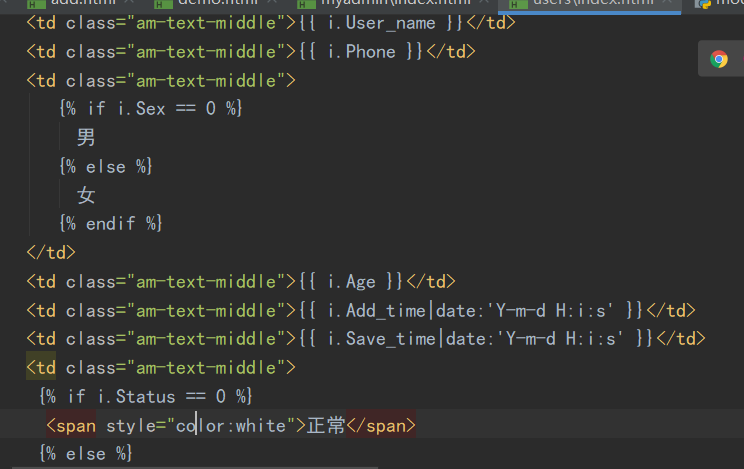 add.html demo.html myadmin\index.html users\index.html
<td class="am-text-middle">{{ i.User_name }}</td>
<td class="am-text-middle">{{ i.Phone }}</td>
<td class="am-text-middle">
{% if i.Sex == 0 %}
男
{% else %}
女
{% endif %}
</td>
<td class="am-text-middle">{{ i.Age }}</td>
<td class="am-text-middle">{{ i.Add_time|date:'Y-m-d H:i:s' }}</td>
<td class="am-text-middle">{{ i.Save_time|date:'Y-m-d H:i:s' }}</td>
<td class="am-text-middle">
{% if i.Status == 0 %}
<span style="color:white">正常</span>
{% else %}